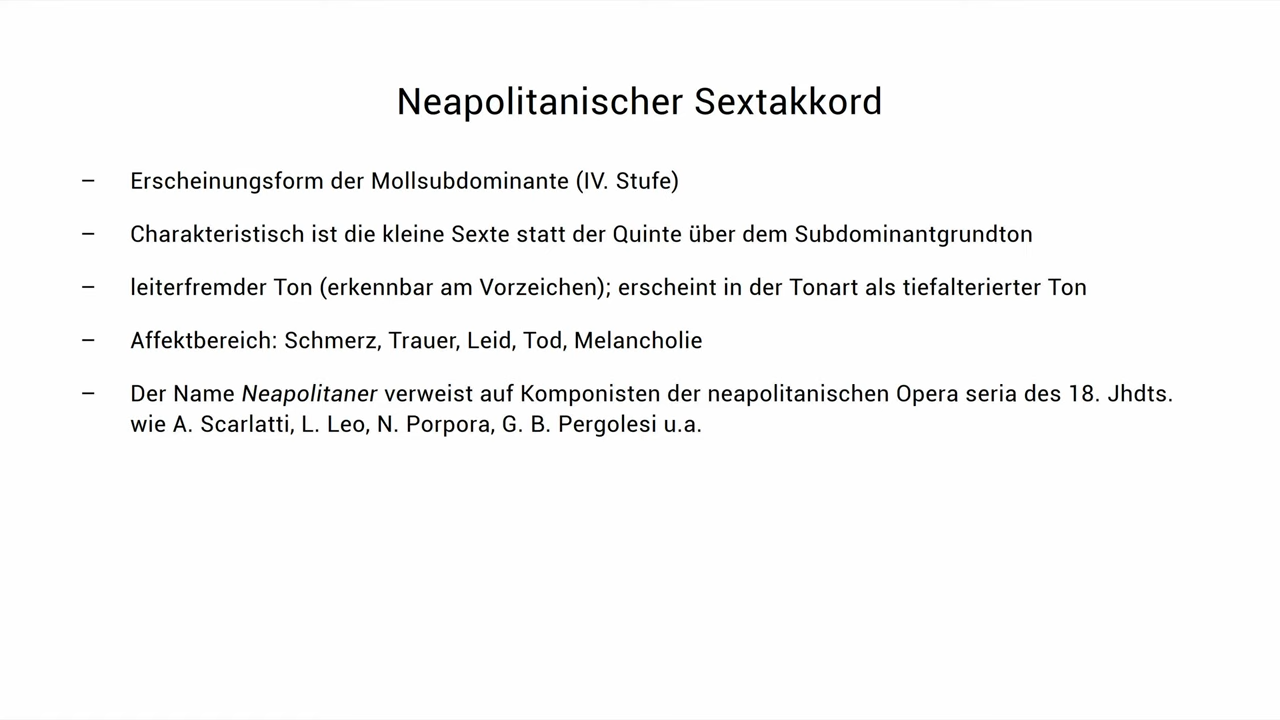 Neapolitanischer Sextakkord
– Erscheinungsform der Mollsubdominante (IV. Stufe)
– Charakteristisch ist die kleine Sexte statt der Quinte über dem Subdominantgrundton
– leiterfremder Ton (erkennbar am Vorzeichen); erscheint in der Tonart als tiefalterierter Ton
– Affektbereich: Schmerz, Trauer, Leid, Tod, Melancholie
– Der Name Neapolitaner verweist auf Komponisten der neapolitanischen Opera seria des 18. Jhdts.
wie A. Scarlatti, L. Leo, N. Porpora, G. B. Pergolesi u.a.